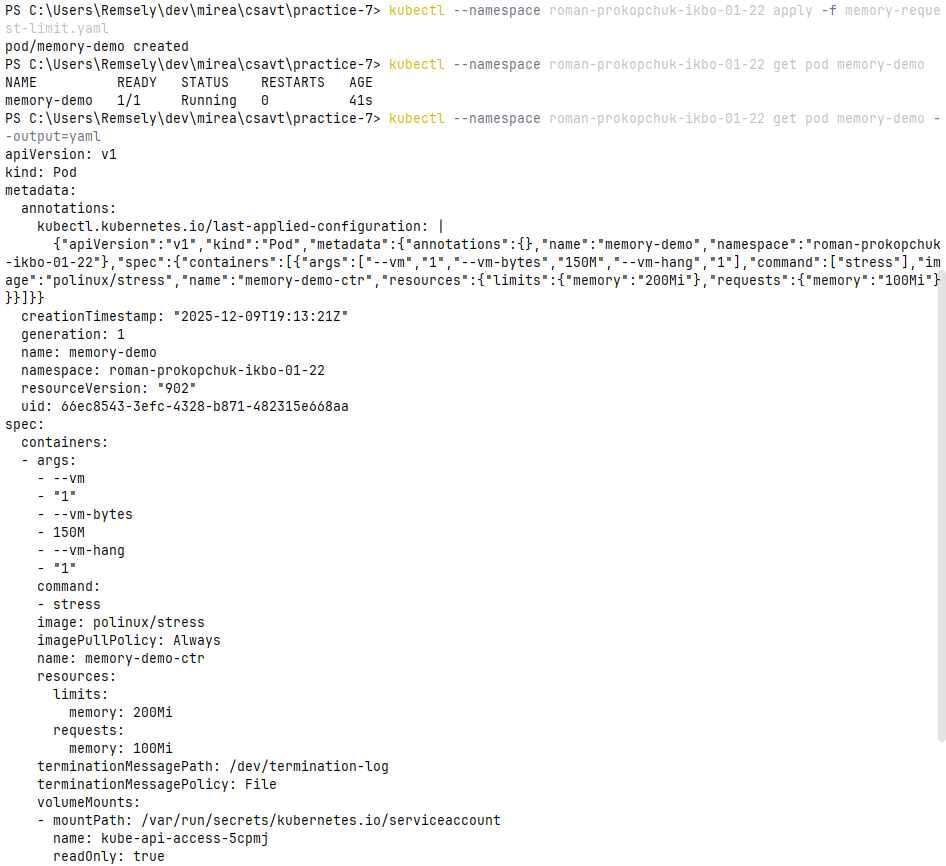 PS C:\Users\Remsely\dev\mirea\csavt\practice-7> kubectl --namespace roman-prokopchuk-ikbo-01-22 apply -f memory-reque
st-limit.yaml
pod/memory-demo created
PS C:\Users\Remsely\dev\mirea\csavt\practice-7> kubectl --namespace roman-prokopchuk-ikbo-01-22 get pod memory-demo
NAME          READY   STATUS    RESTARTS   AGE
memory-demo   1/1     Running   0          41s
PS C:\Users\Remsely\dev\mirea\csavt\practice-7> kubectl --namespace roman-prokopchuk-ikbo-01-22 get pod memory-demo -
-output=yaml
apiVersion: v1
kind: Pod
metadata:
  annotations:
    kubectl.kubernetes.io/last-applied-configuration: |
      {"apiVersion":"v1","kind":"Pod","metadata":{"annotations":{},"name":"memory-demo","namespace":"roman-prokopchuk
-ikbo-01-22"},"spec":{"containers":[{"args":["--vm","1","--vm-bytes","150M","--vm-hang","1"],"command":["stress"],"im
age":"polinux/stress","name":"memory-demo-ctr","resources":{"limits":{"memory":"200Mi"},"requests":{"memory":"100Mi"}
}}]}}
  creationTimestamp: "2025-12-09T19:13:21Z"
  generation: 1
  name: memory-demo
  namespace: roman-prokopchuk-ikbo-01-22
  resourceVersion: "902"
  uid: 66ec8543-3efc-4328-b871-482315e668aa
spec:
  containers:
  - args:
    - --vm
    - "1"
    - --vm-bytes
    - 150M
    - --vm-hang
    - "1"
    command:
    - stress
    image: polinux/stress
    imagePullPolicy: Always
    name: memory-demo-ctr
    resources:
      limits:
        memory: 200Mi
      requests:
        memory: 100Mi
    terminationMessagePath: /dev/termination-log
    terminationMessagePolicy: File
    volumeMounts:
    - mountPath: /var/run/secrets/kubernetes.io/serviceaccount
      name: kube-api-access-5cpmj
      readOnly: true